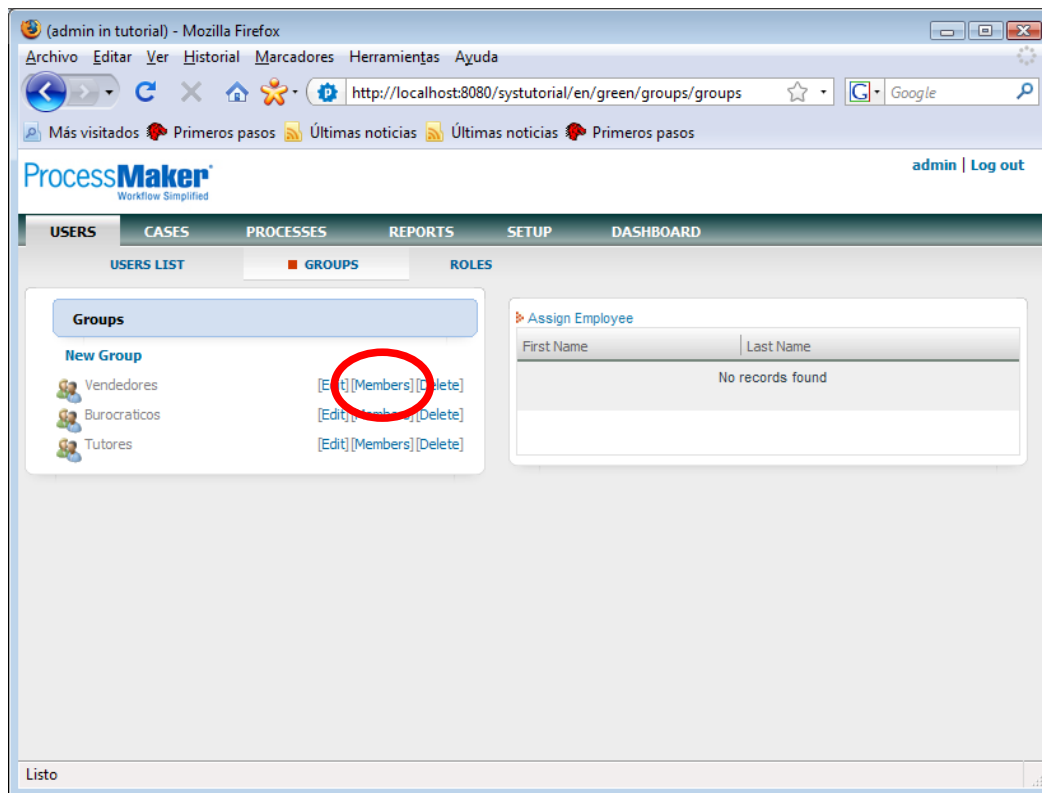 (admin in tutorial) - Mozilla Firefox
Archivo Editar Ver Historial Marcadores Herramientas Ayuda
http://localhost:8080/systutorial/en/green/groups/groups G Google
Más visitados Primeros pasos Últimas noticias Últimas noticias Primeros pasos
ProcessMaker
Workflow Simplified
admin | Log out
USERS CASES PROCESSES REPORTS SETUP DASHBOARD
USERS LIST GROUPS ROLES
Groups
New Group
Vendedores [Edit][Members][Delete]
Burocraticos [Edit][Members][Delete]
Tutores [Edit][Members][Delete]
Assign Employee
First Name Last Name
No records found
Listo